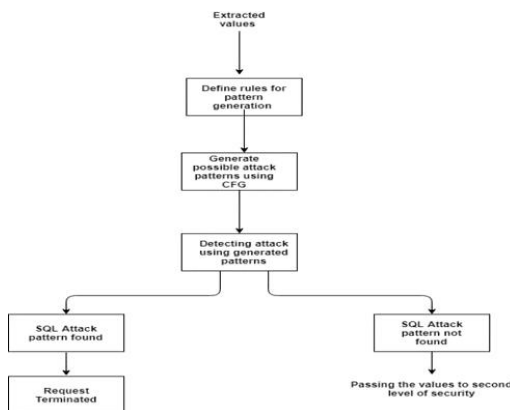 Extracted
values
Define rules for
pattern
generation
Generate
possible attack
patterns using
CFG
Detecting attack
using generated
patterns
SQL Attack
pattern found
SQL Attack
pattern not
found
Request
Terminated
Passing the values to second
level of security